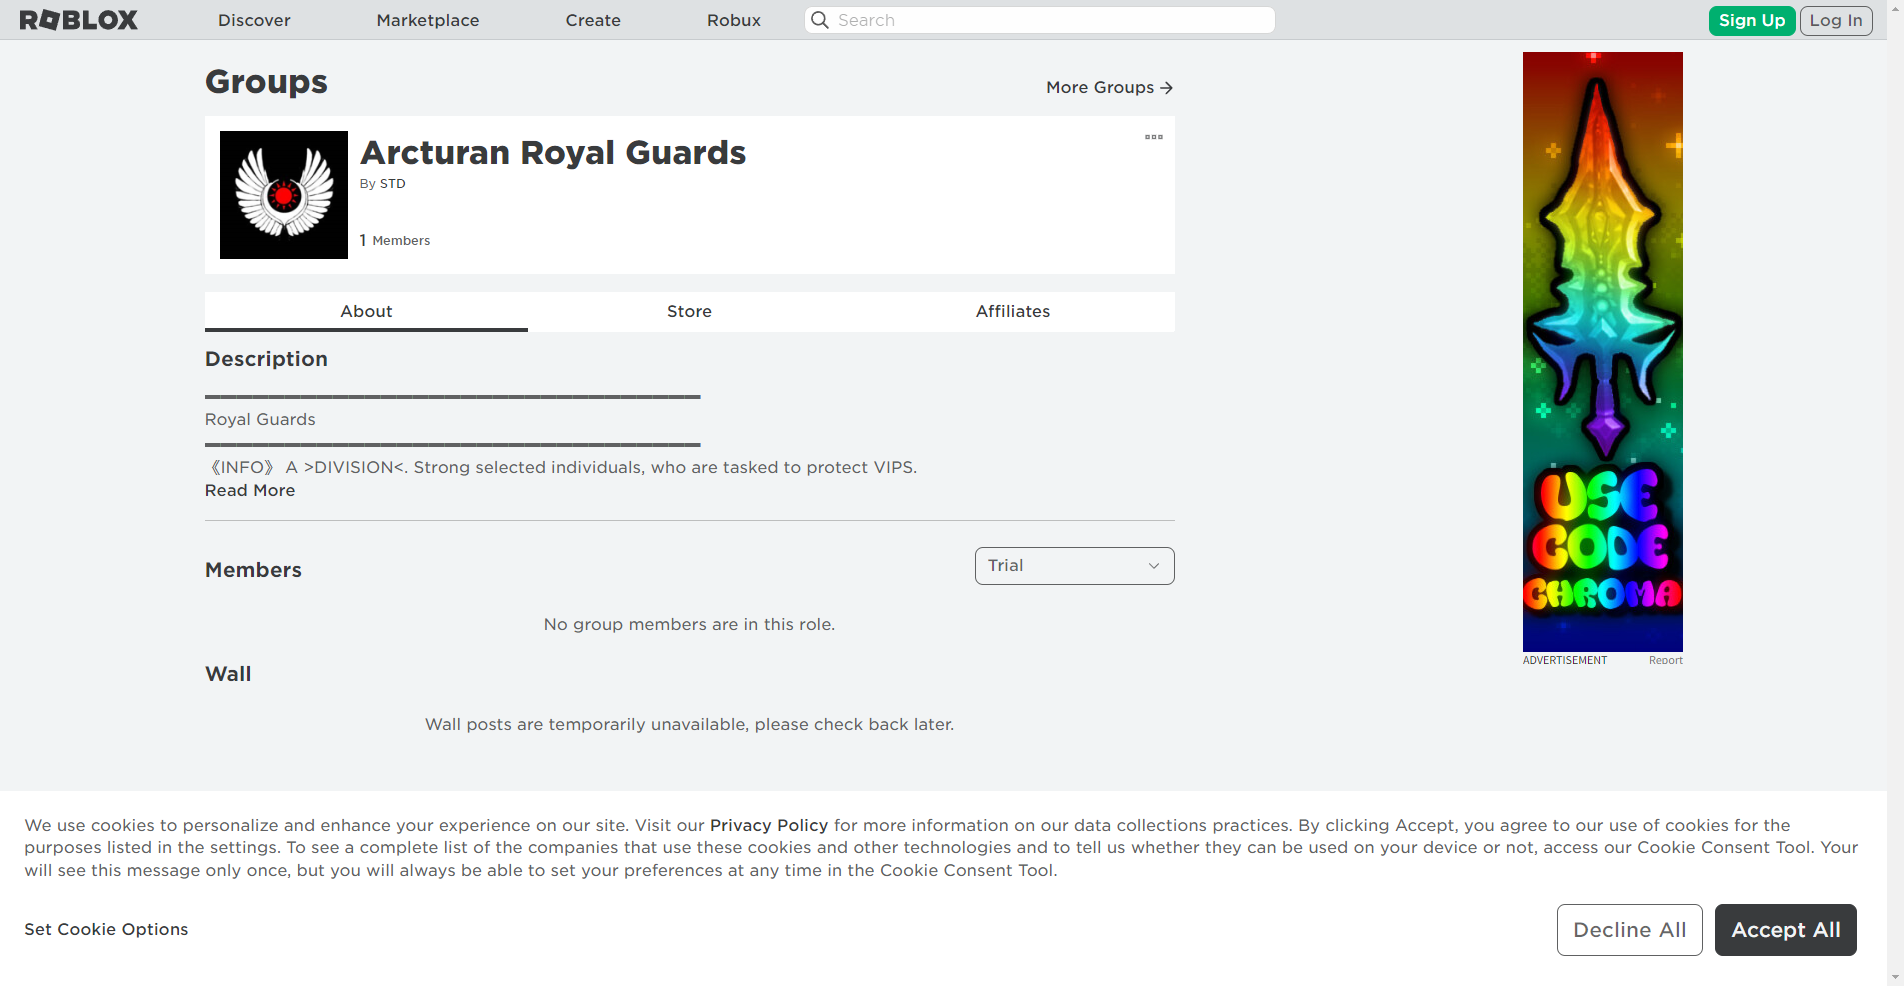 ROBLOX
Discover
Marketplace
Create
Robux
Search
Sign Up
Log In
Groups
More Groups
Arcturan Royal Guards
By STD
1 Members
About
Store
Affiliates
Description
Royal Guards
《INFO》 A >DIVISION<. Strong selected individuals, who are tasked to protect VIPS.
Read More
Members
Trial
No group members are in this role.
Wall
Wall posts are temporarily unavailable, please check back later.
USE
CODE
CHROMA
ADVERTISEMENT
Report
We use cookies to personalize and enhance your experience on our site. Visit our Privacy Policy for more information on our data collections practices. By clicking Accept, you agree to our use of cookies for the
purposes listed in the settings. To see a complete list of the companies that use these cookies and other technologies and to tell us whether they can be used on your device or not, access our Cookie Consent Tool. Your
will see this message only once, but you will always be able to set your preferences at any time in the Cookie Consent Tool.
Set Cookie Options
Decline All
Accept All